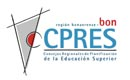 región bonaerense: bon
CPRES
Consejos Regionales de Planificación
de la Educación Superior